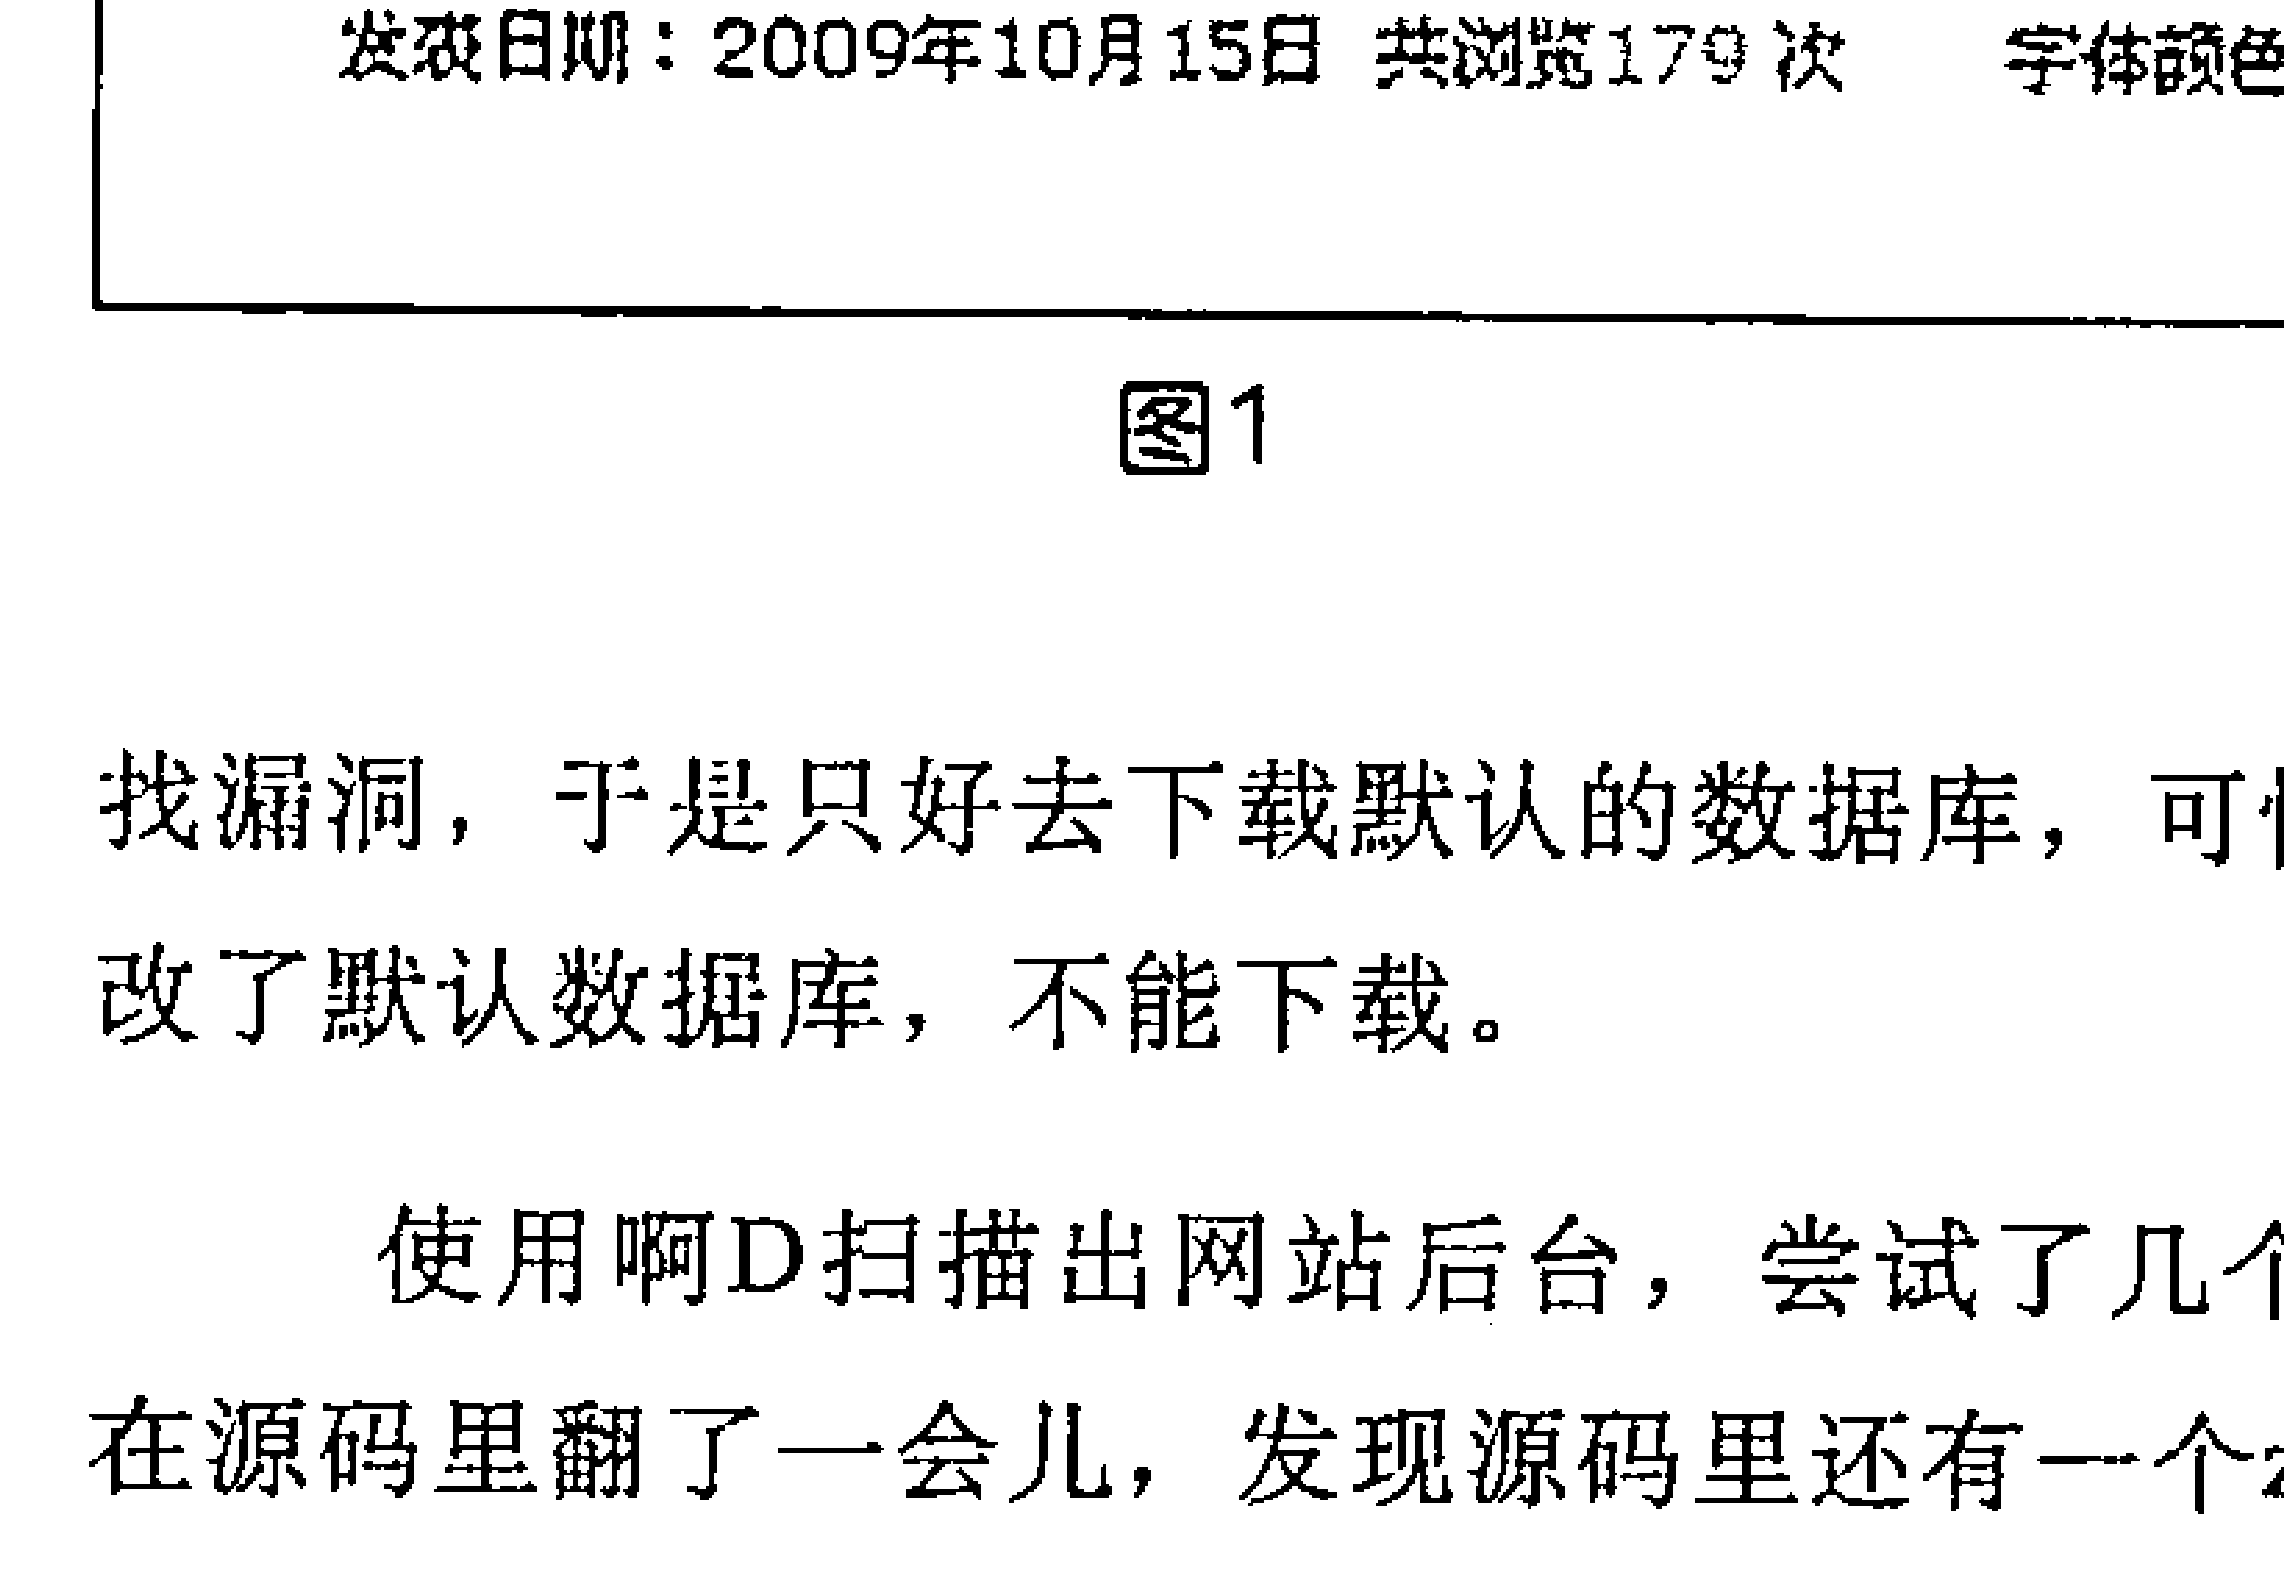 发表日期：2009年10月15日 共浏览179 次 字体颜色
图1
找漏洞，于是只好去下载默认的数据库，可
改了默认数据库，不能下载。
使用啊D扫描出网站后台，尝试了几个
在源码里翻了一会儿，发现源码里还有一个